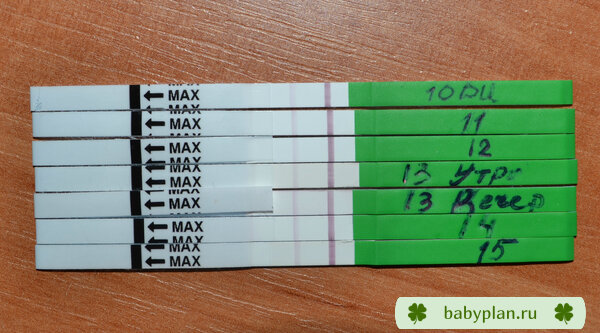 MAX 10 ДЦ
MAX 11
MAX 12
MAX 13 Утро
MAX 13 Вечер
MAX 14
MAX 15
babyplan.ru